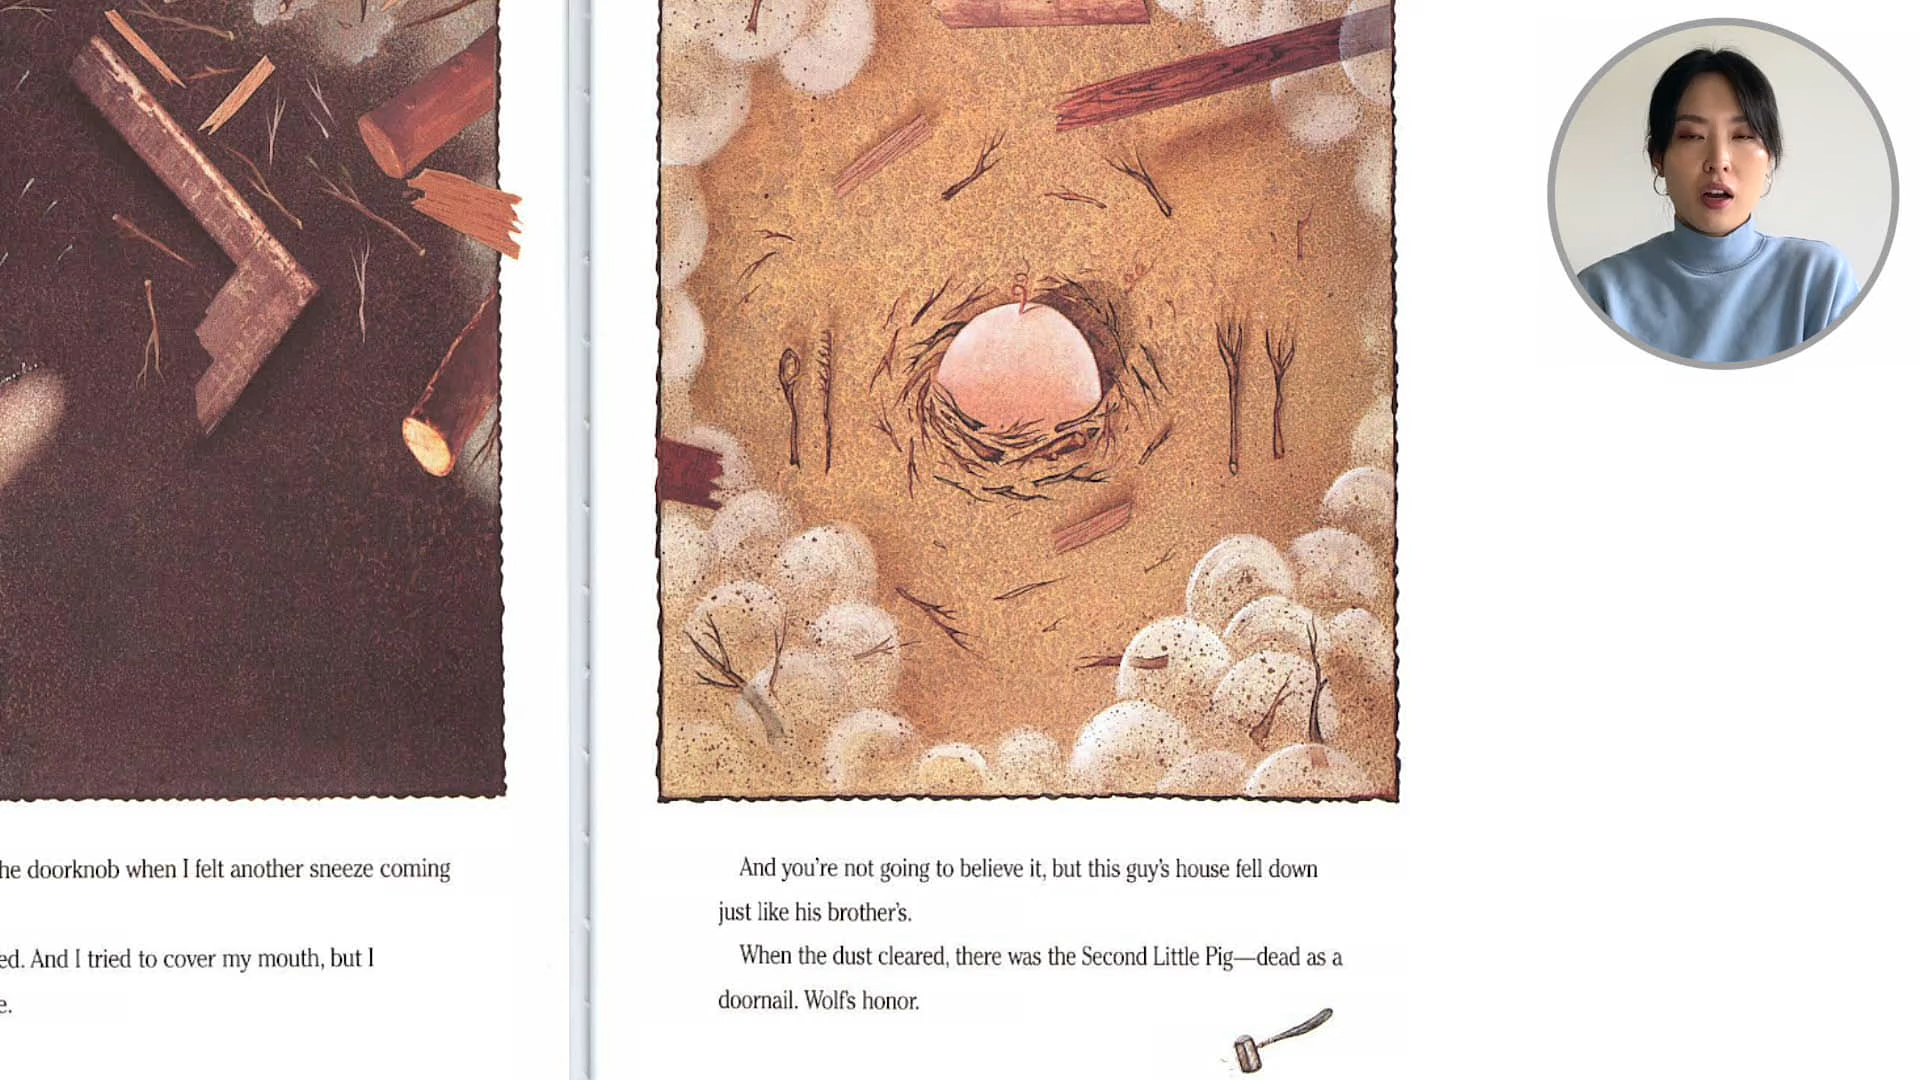 he doorknob when I felt another sneeze coming
ed. And I tried to cover my mouth, but I
e.
And you're not going to believe it, but this guy's house fell down
just like his brother's.
When the dust cleared, there was the Second Little Pig—dead as a
doornail. Wolf's honor.